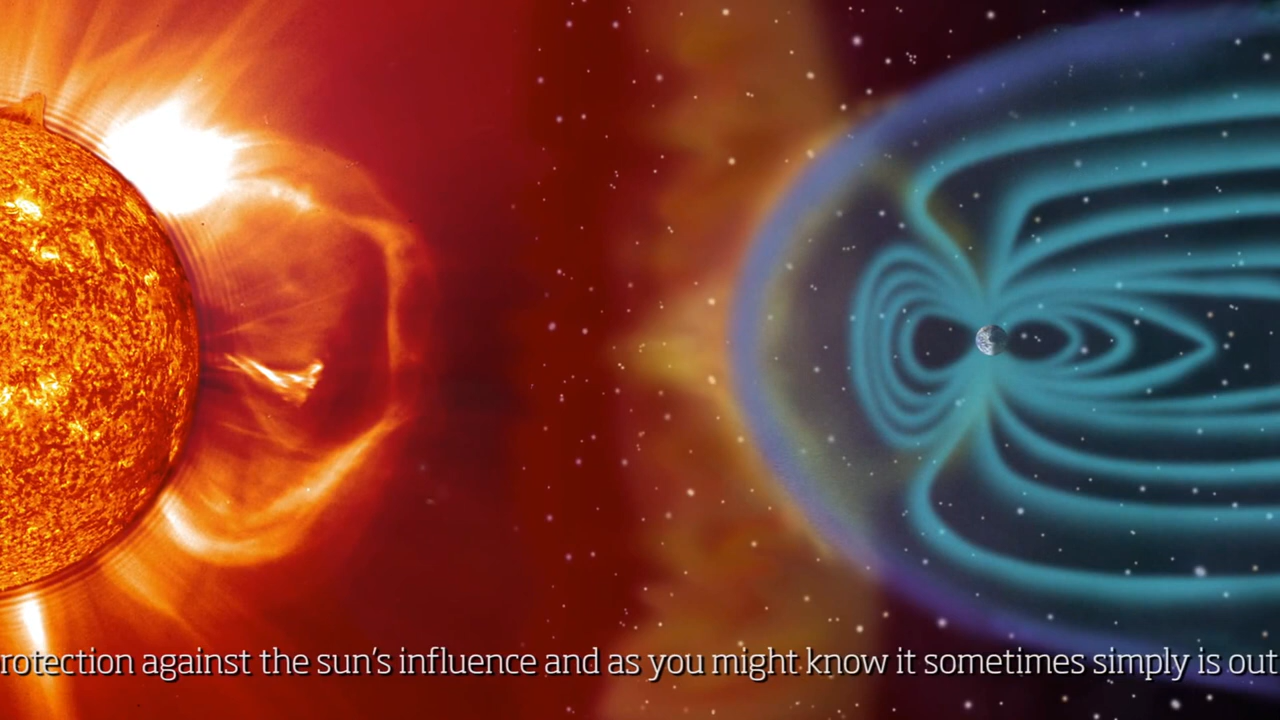 rotection against the sun's influence and as you might know it sometimes simply is out